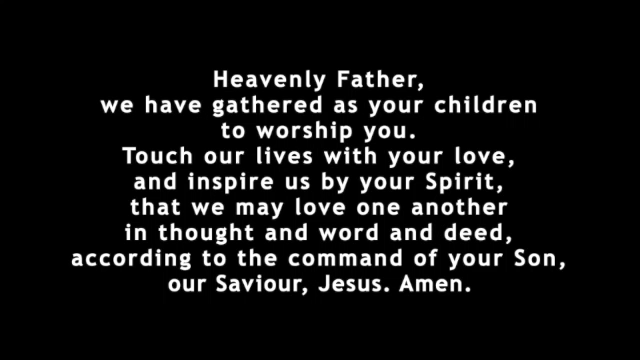 Heavenly Father,
we have gathered as your children
to worship you.
Touch our lives with your love,
and inspire us by your Spirit,
that we may love one another
in thought and word and deed,
according to the command of your Son,
our Saviour, Jesus. Amen.